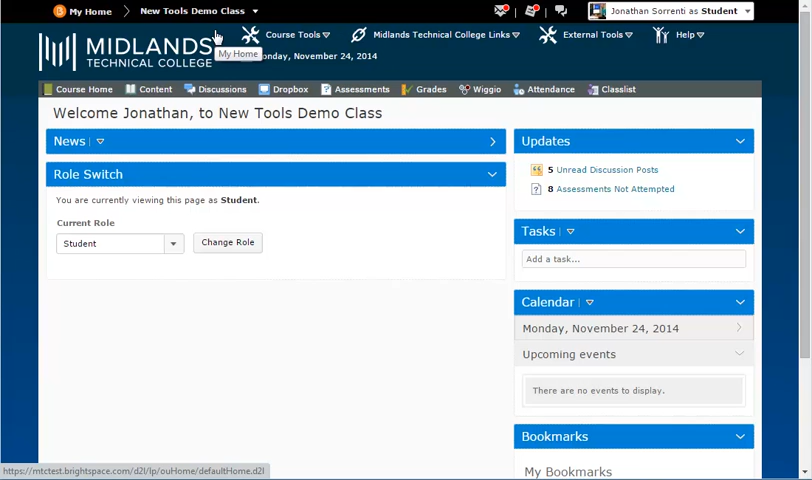 My Home
New Tools Demo Class
Jonathan Sorrenti as Student
MIDLANDS
TECHNICAL COLLEGE
My Home
Course Tools
Midlands Technical College Links
External Tools
Help
onday, November 24, 2014
Course Home
Content
Discussions
Dropbox
Assessments
Grades
Wiggio
Attendance
Classlist
Welcome Jonathan, to New Tools Demo Class
News
Role Switch
You are currently viewing this page as Student.
Current Role
Student
Change Role
Updates
5 Unread Discussion Posts
8 Assessments Not Attempted
Tasks
Add a task...
Calendar
Monday, November 24, 2014
Upcoming events
There are no events to display.
Bookmarks
My Bookmarks
https://mtctest.brightspace.com/d2l/lp/ouHome/defaultHome.d2l